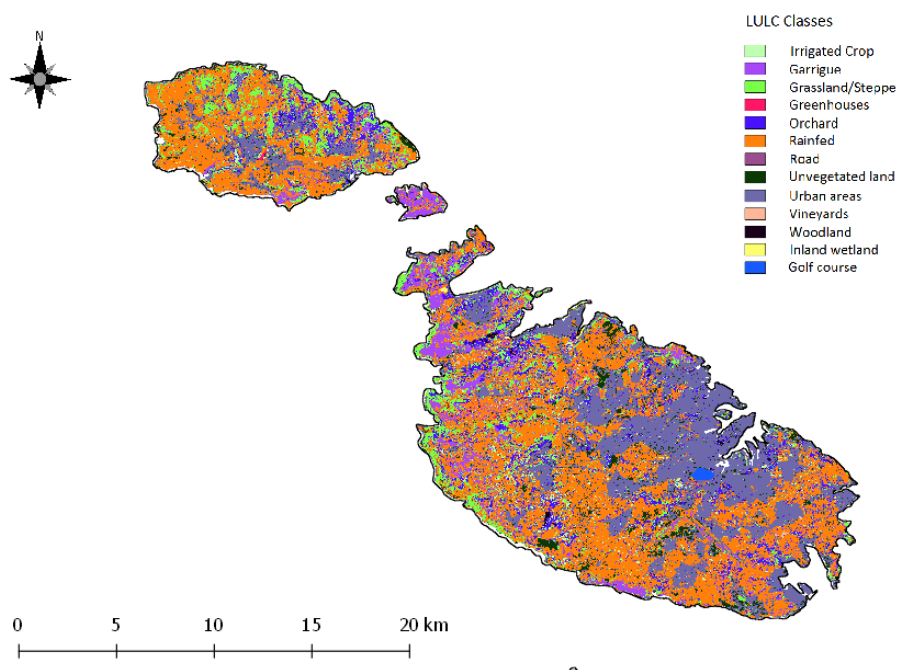 LULC Classes
N
Irrigated Crop
Garrigue
Grassland/Steppe
Greenhouses
Orchard
Rainfed
Road
Unvegetated land
Urban areas
Vineyards
Woodland
Inland wetland
Golf course
0 5 10 15 20 km